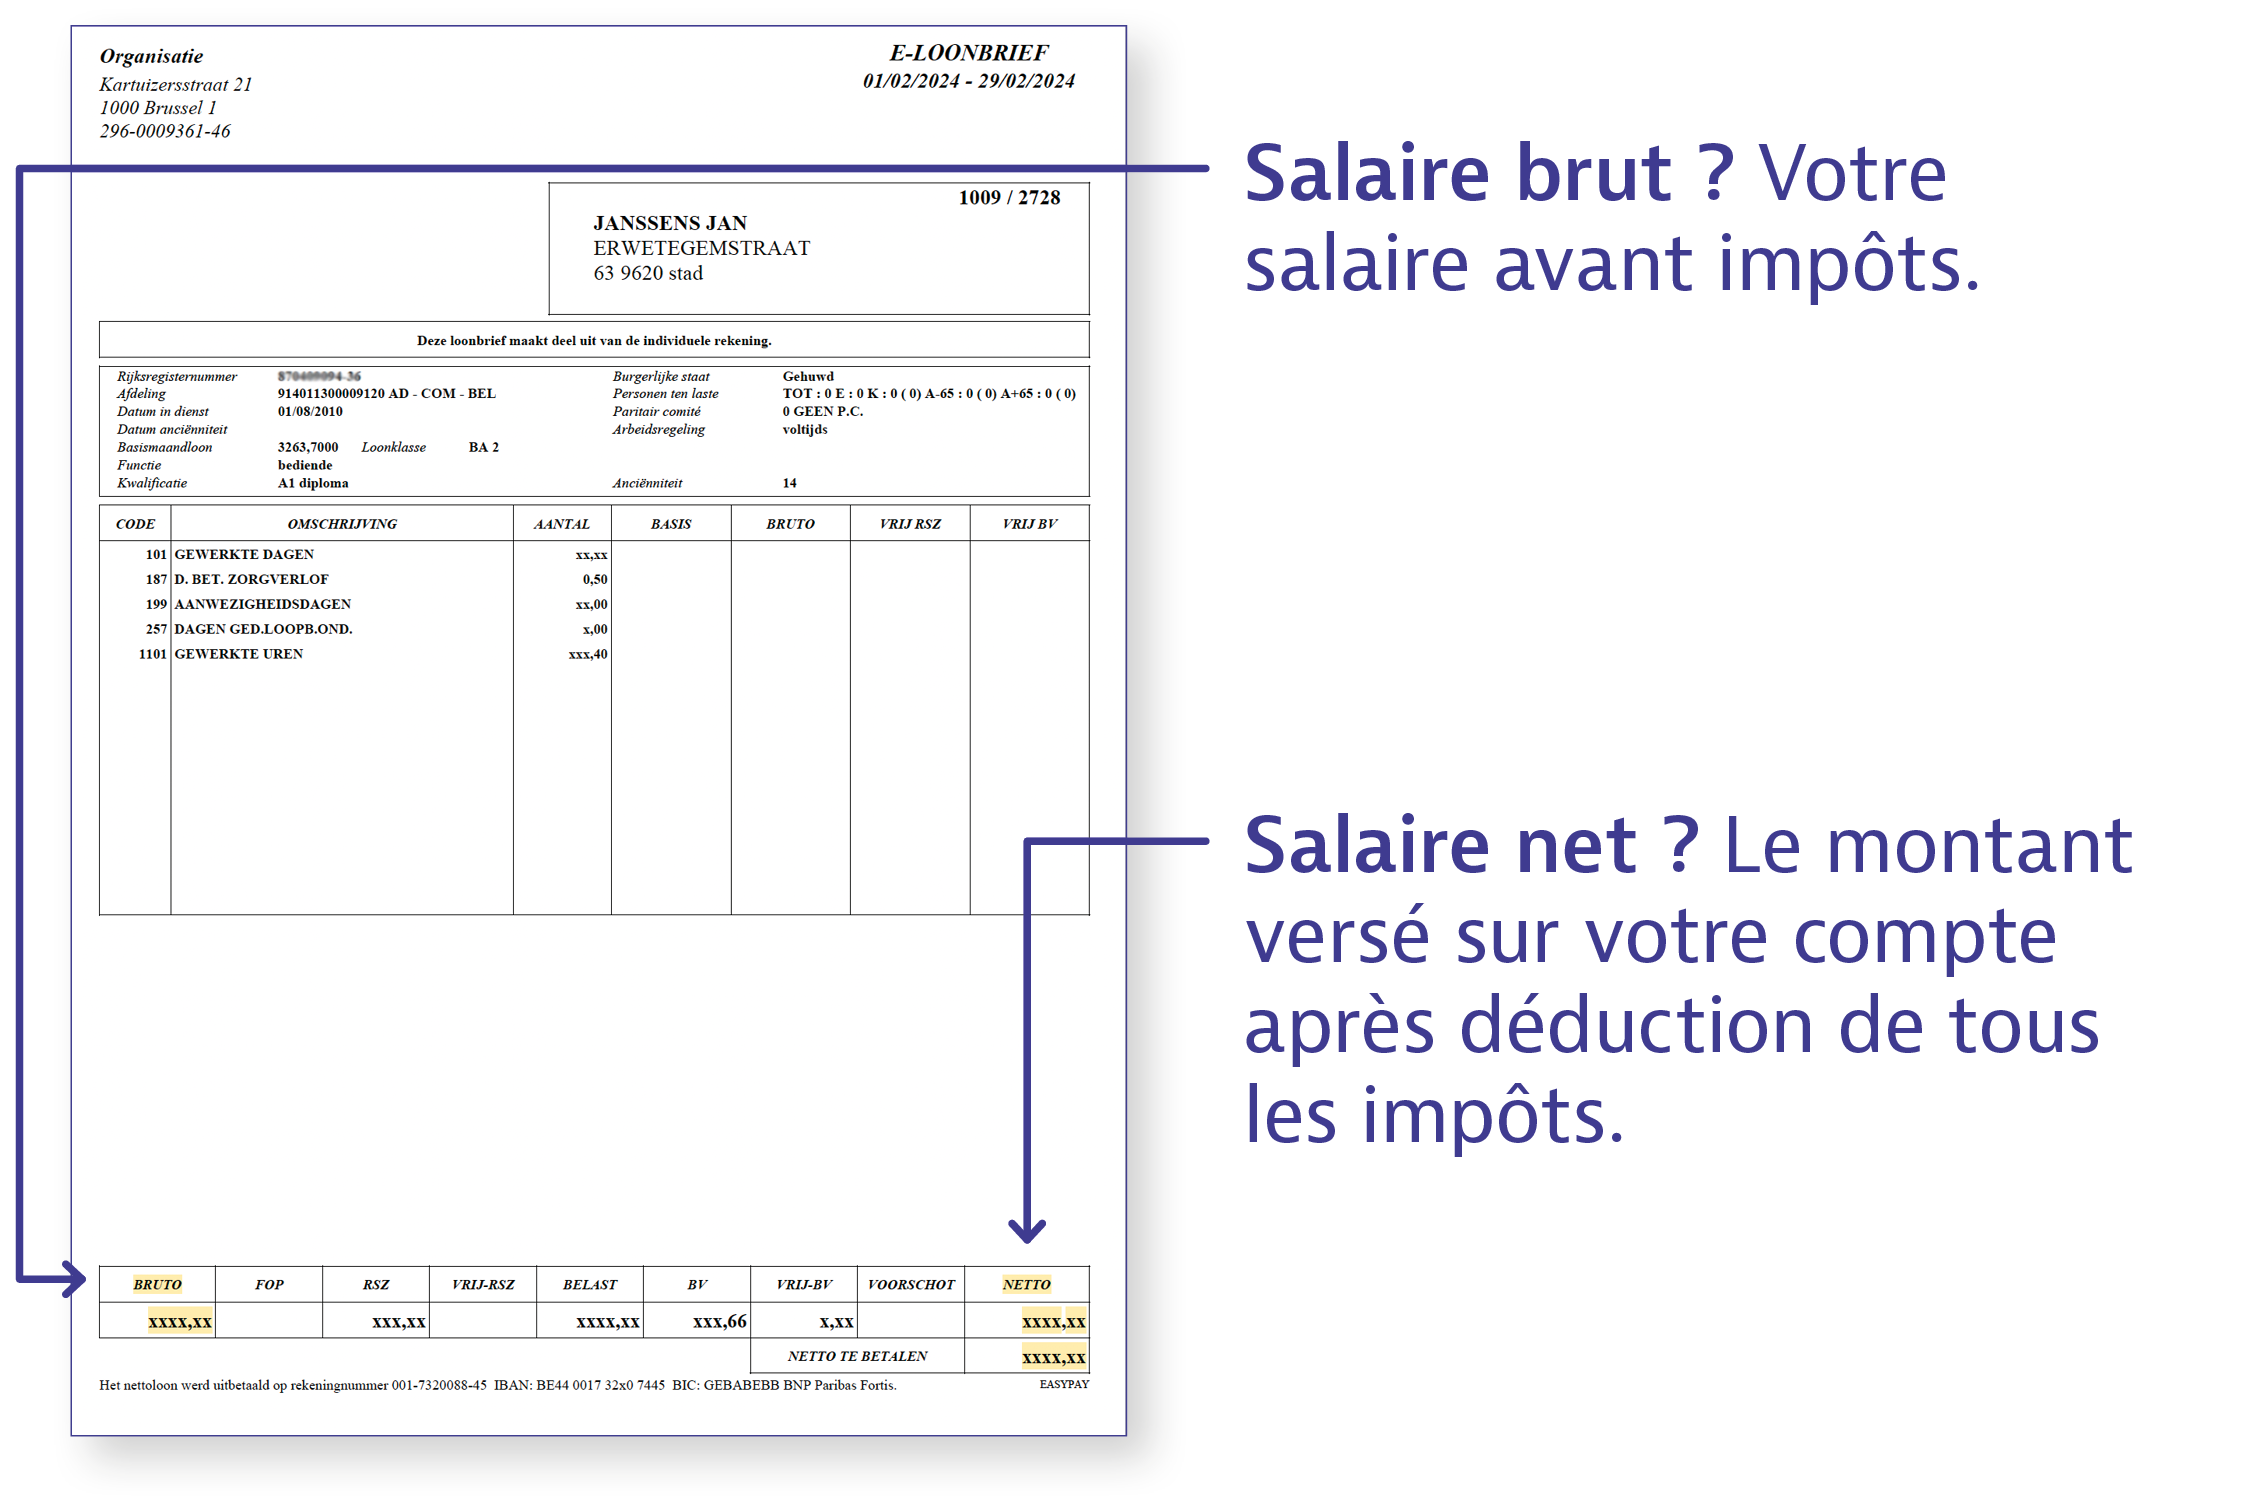 Organisatie
Kartuizersstraat 21
1000 Brussel 1
296-0009361-46
E-LOONBRIEF
01/02/2024 - 29/02/2024
Salaire brut ? Votre
salaire avant impôts.
1009 / 2728
JANSSENS JAN
ERWETEGEMSTRAAT
63 9620 stad
Deze loonbrief maakt deel uit van de individuele rekening.
Rijksregisternummer Burgerlijke staat Gehuwd
Afdeling 914011300009120 AD - COM - BEL Personen ten laste TOT : 0 E : 0 K : 0 ( 0) A-65 : 0 ( 0) A+65 : 0 ( 0)
Datum in dienst 01/08/2010 Paritair comité 0 GEEN P.C.
Datum anciënniteit Arbeidsregeling voltijds
Basismaandloon 3263,7000 Loonklasse BA 2
Functie bediende
Kwalificatie A1 diploma Anciënniteit 14
CODE OMSCHRIJVING AANTAL BASIS BRUTO VRIJ RSZ VRIJ BV
101 GEWERKTE DAGEN xx,xx
187 D. BET. ZORGVERLOF 0,50
199 AANWEZIGHEIDSDAGEN xx,00
257 DAGEN GED.LOOPB.OND. x,00
1101 GEWERKTE UREN xxx,40
Salaire net ? Le montant
versé sur votre compte
après déduction de tous
les impôts.
BRUTO FOP RSZ VRIJ-RSZ BELAST BV VRIJ-BV VOORSCHOT NETTO
xxxx,xx xxx,xx xxxx,xx xxx,66 x,xx xxxx,xx
NETTO TE BETALEN xxxx,xx
Het nettoloon werd uitbetaald op rekeningnummer 001-7320088-45 IBAN: BE44 0017 32x0 7445 BIC: GEBABEBB BNP Paribas Fortis. EASYPAY